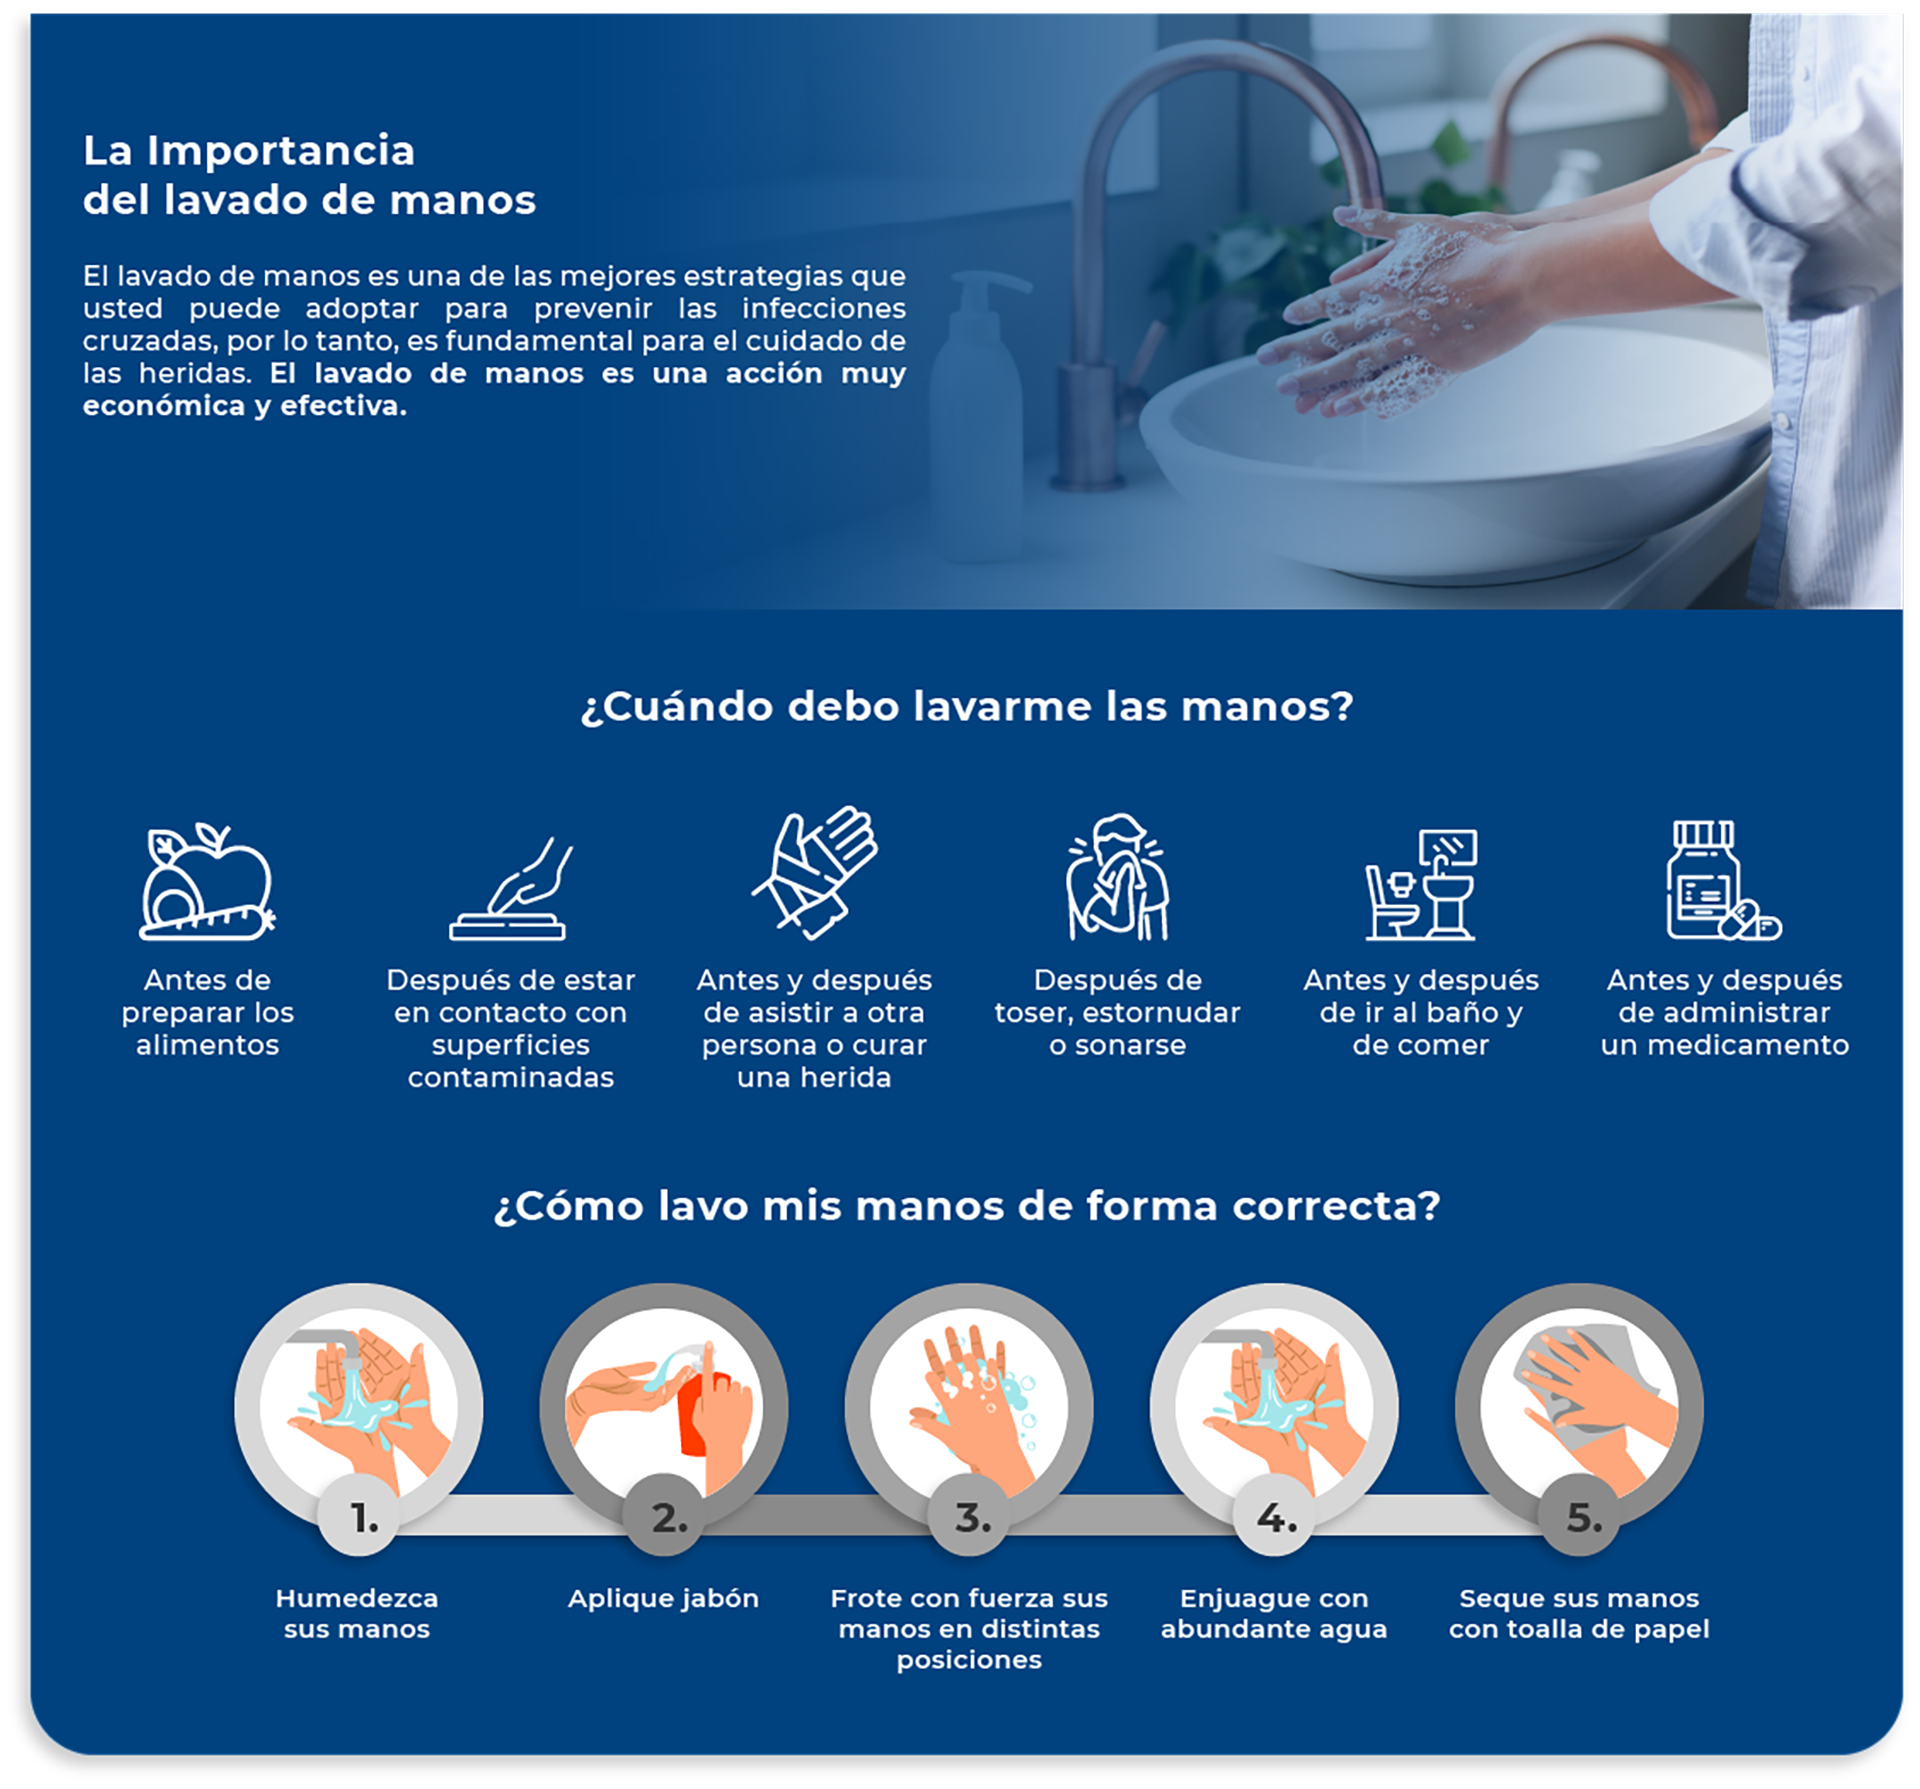 La Importancia
del lavado de manos
El lavado de manos es una de las mejores estrategias que
usted puede adoptar para prevenir las infecciones
cruzadas, por lo tanto, es fundamental para el cuidado de
las heridas. El lavado de manos es una acción muy
económica y efectiva.
¿Cuándo debo lavarme las manos?
Antes de
preparar los
alimentos
Después de estar
en contacto con
superficies
contaminadas
Antes y después
de asistir a otra
persona o curar
una herida
Después de
toser, estornudar
o sonarse
Antes y después
de ir al baño y
de comer
Antes y después
de administrar
un medicamento
¿Cómo lavo mis manos de forma correcta?
1.
Humedezca
sus manos
2.
Aplique jabón
3.
Frote con fuerza sus
manos en distintas
posiciones
4.
Enjuague con
abundante agua
5.
Seque sus manos
con toalla de papel